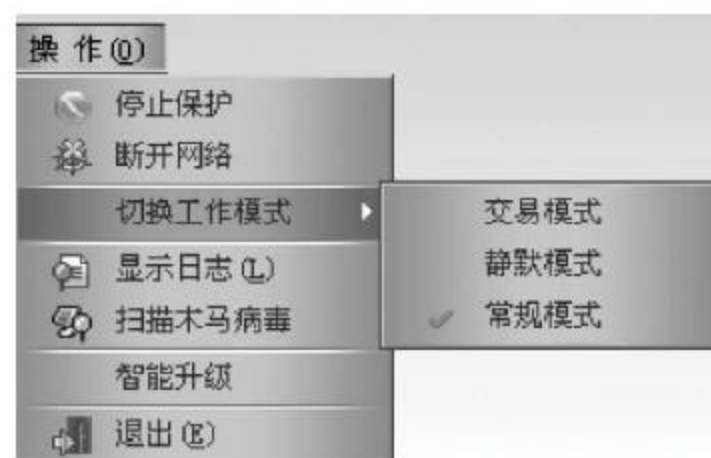 操 作(O)
停止保护
断开网络
切换工作模式
交易模式
静默模式
常规模式
显示日志(L)
扫描木马病毒
智能升级
退出(E)